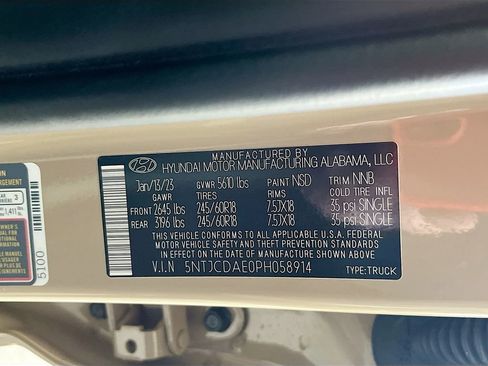 MANUFACTURED BY
HYUNDAI MOTOR MANUFACTURING ALABAMA, LLC
Jan/13/23 GVWR 5610 lbs PAINT NSD TRIM NNB
GAWR TIRES RIMS COLD TIRE INFL
FRONT 2645 lbs 245/60R18 7.5JX18 35 psi SINGLE
REAR 3196 lbs 245/60R18 7.5JX18 35 psi SINGLE
THIS VEHICLE CONFORMS TO ALL APPLICABLE U.S.A. FEDERAL
MOTOR VEHICLE SAFETY AND THEFT PREVENTION STANDARDS
IN EFFECT ON THE DATE OF MANUFACTURE SHOWN ABOVE.
V.I.N 5NTJCDAE0PH058914 TYPE:TRUCK
3
5100